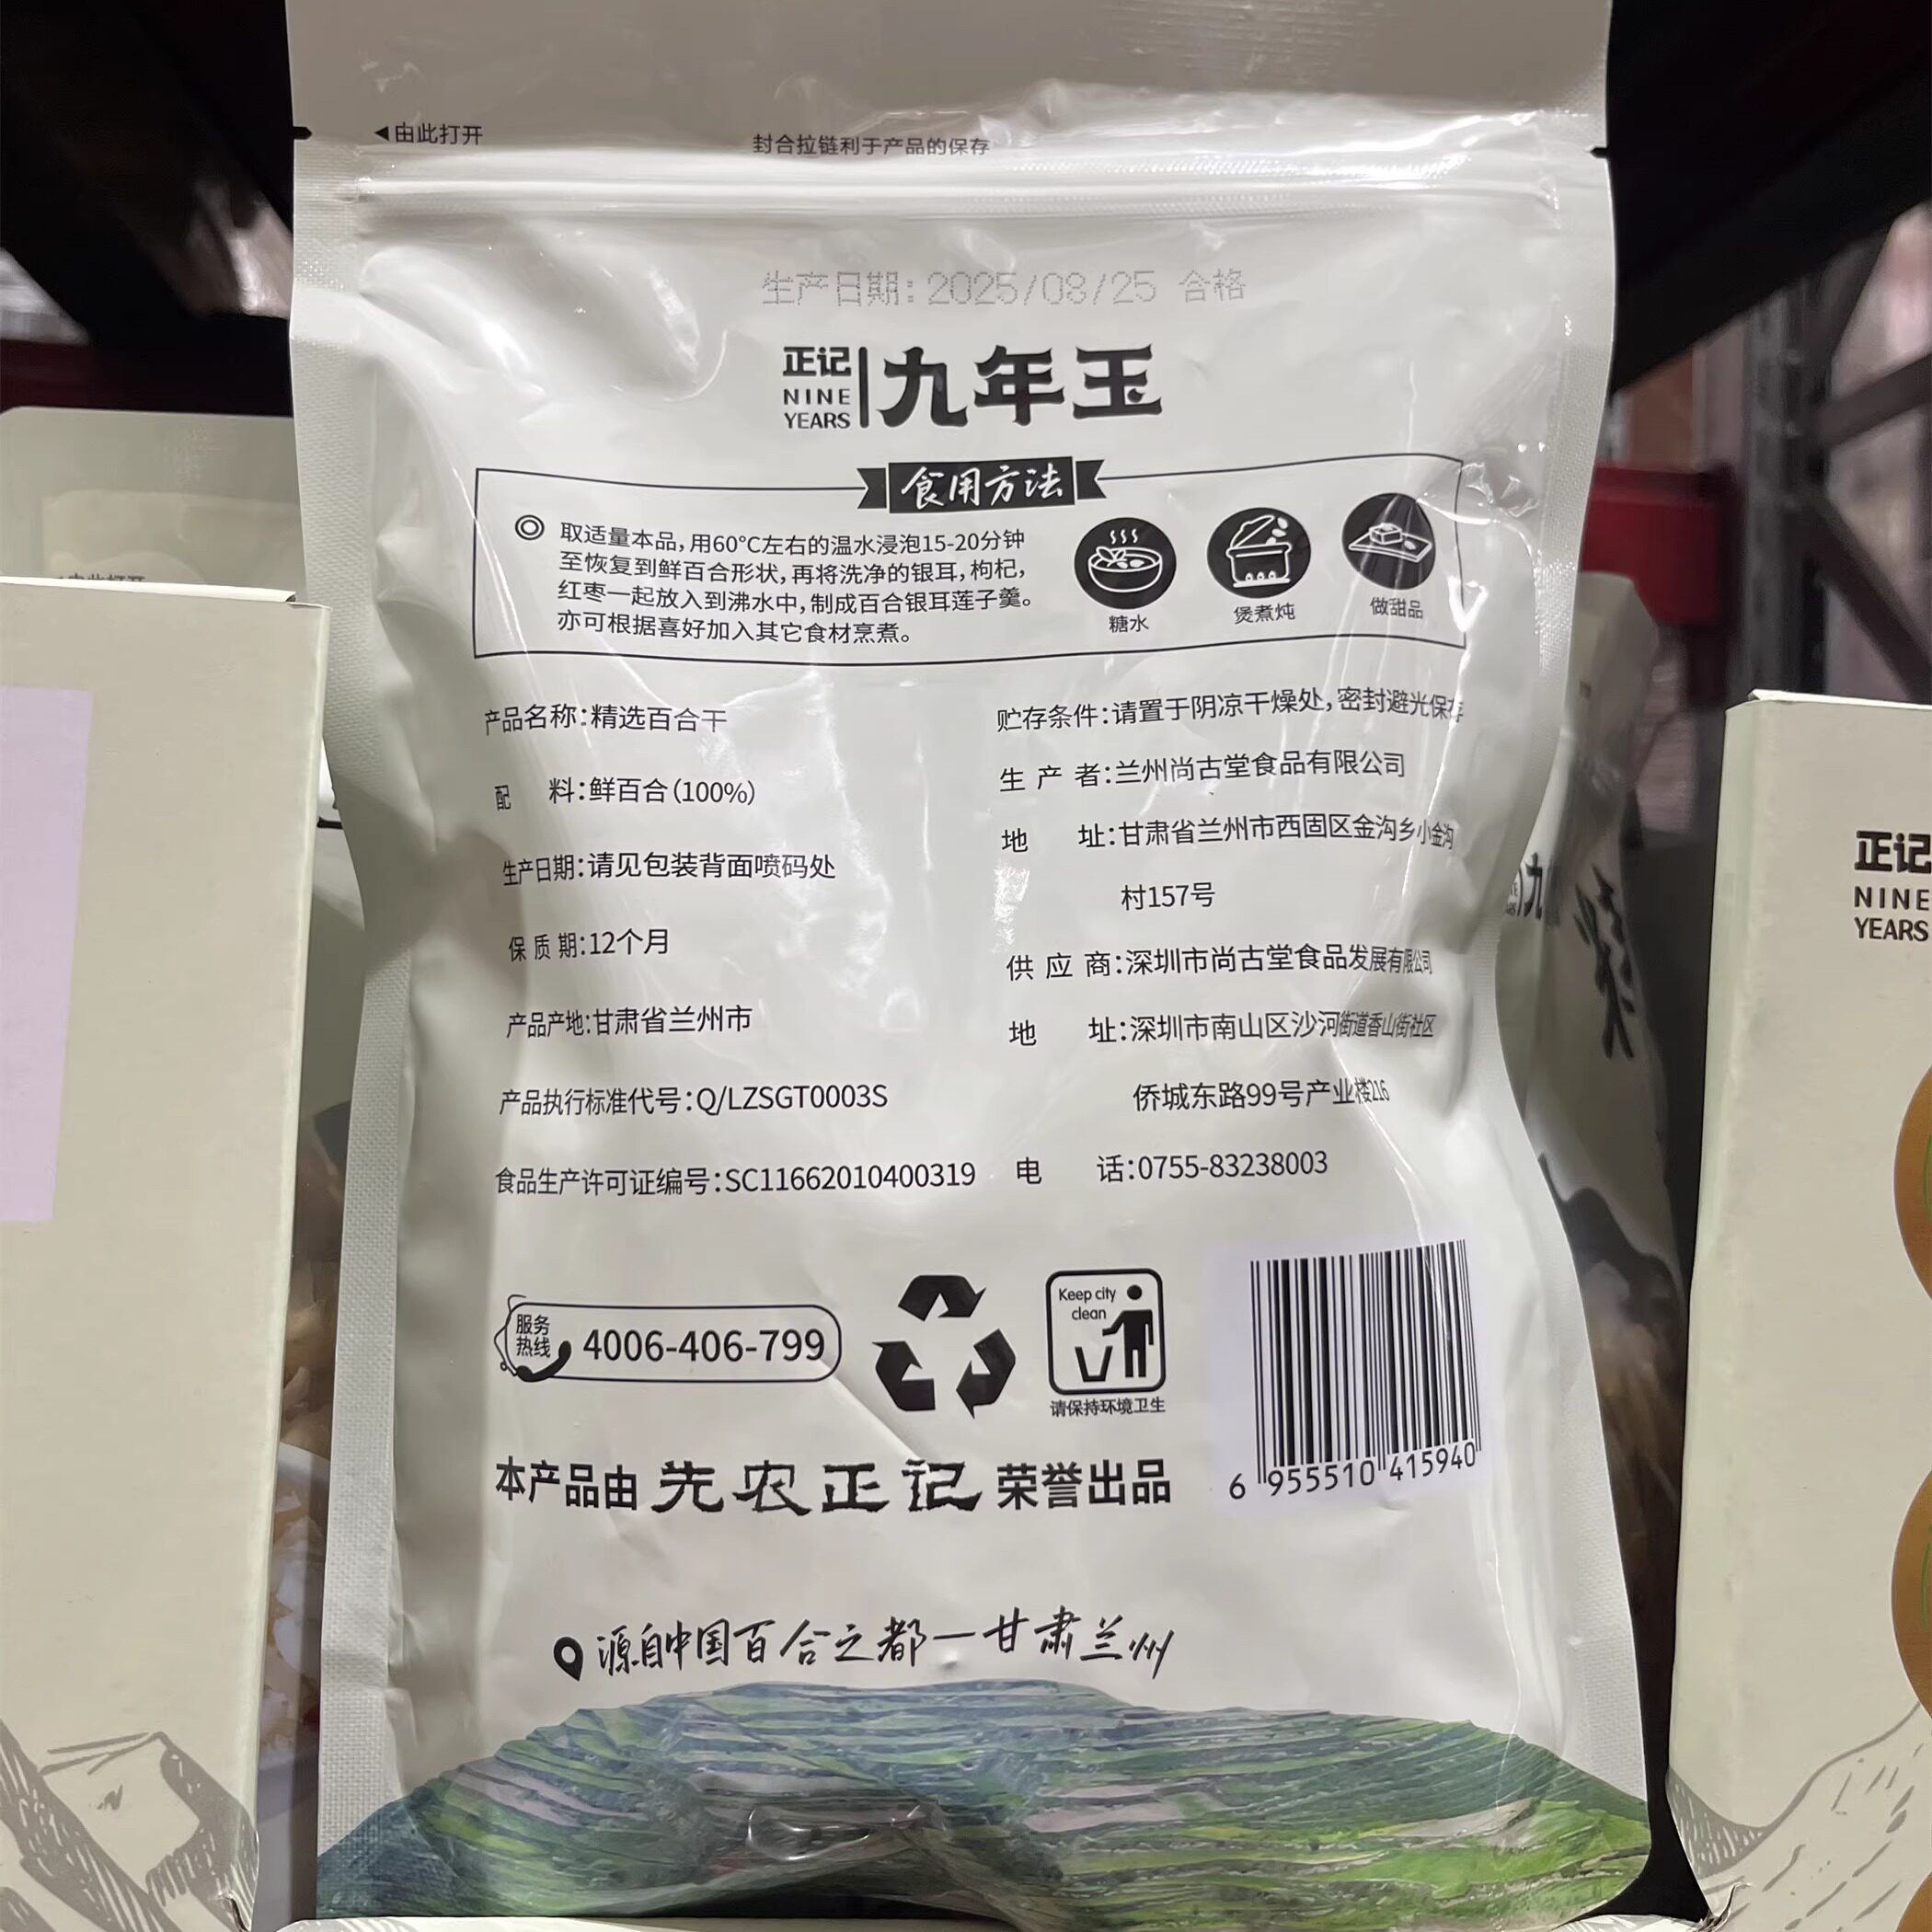 ◀由此打开
封合拉链利于产品的保存
生产日期:2025/08/25 合格
正记
NINE
YEARS
九年玉
食用方法
◎ 取适量本品,用60°C左右的温水浸泡15-20分钟
至恢复到鲜百合形状,再将洗净的银耳,枸杞,
红枣一起放入到沸水中,制成百合银耳莲子羹。
亦可根据喜好加入其它食材烹煮。
糖水
煲煮炖
做甜品
产品名称:精选百合干
配 料:鲜百合(100%)
生产日期:请见包装背面喷码处
保质期:12个月
产品产地:甘肃省兰州市
产品执行标准代号:Q/LZSGT0003S
食品生产许可证编号:SC11662010400319
贮存条件:请置于阴凉干燥处,密封避光保存
生产者:兰州尚古堂食品有限公司
地 址:甘肃省兰州市西固区金沟乡小金沟
村157号
供应商:深圳市尚古堂食品发展有限公司
地 址:深圳市南山区沙河街道香山街社区
侨城东路99号产业楼216
电 话:0755-83238003
服务
热线
4006-406-799
Keep city
clean
请保持环境卫生
6 955510 415940
本产品由先农正记荣誉出品
源自中国百合之都—甘肃兰州
由此打开
正记
NINE
YEARS